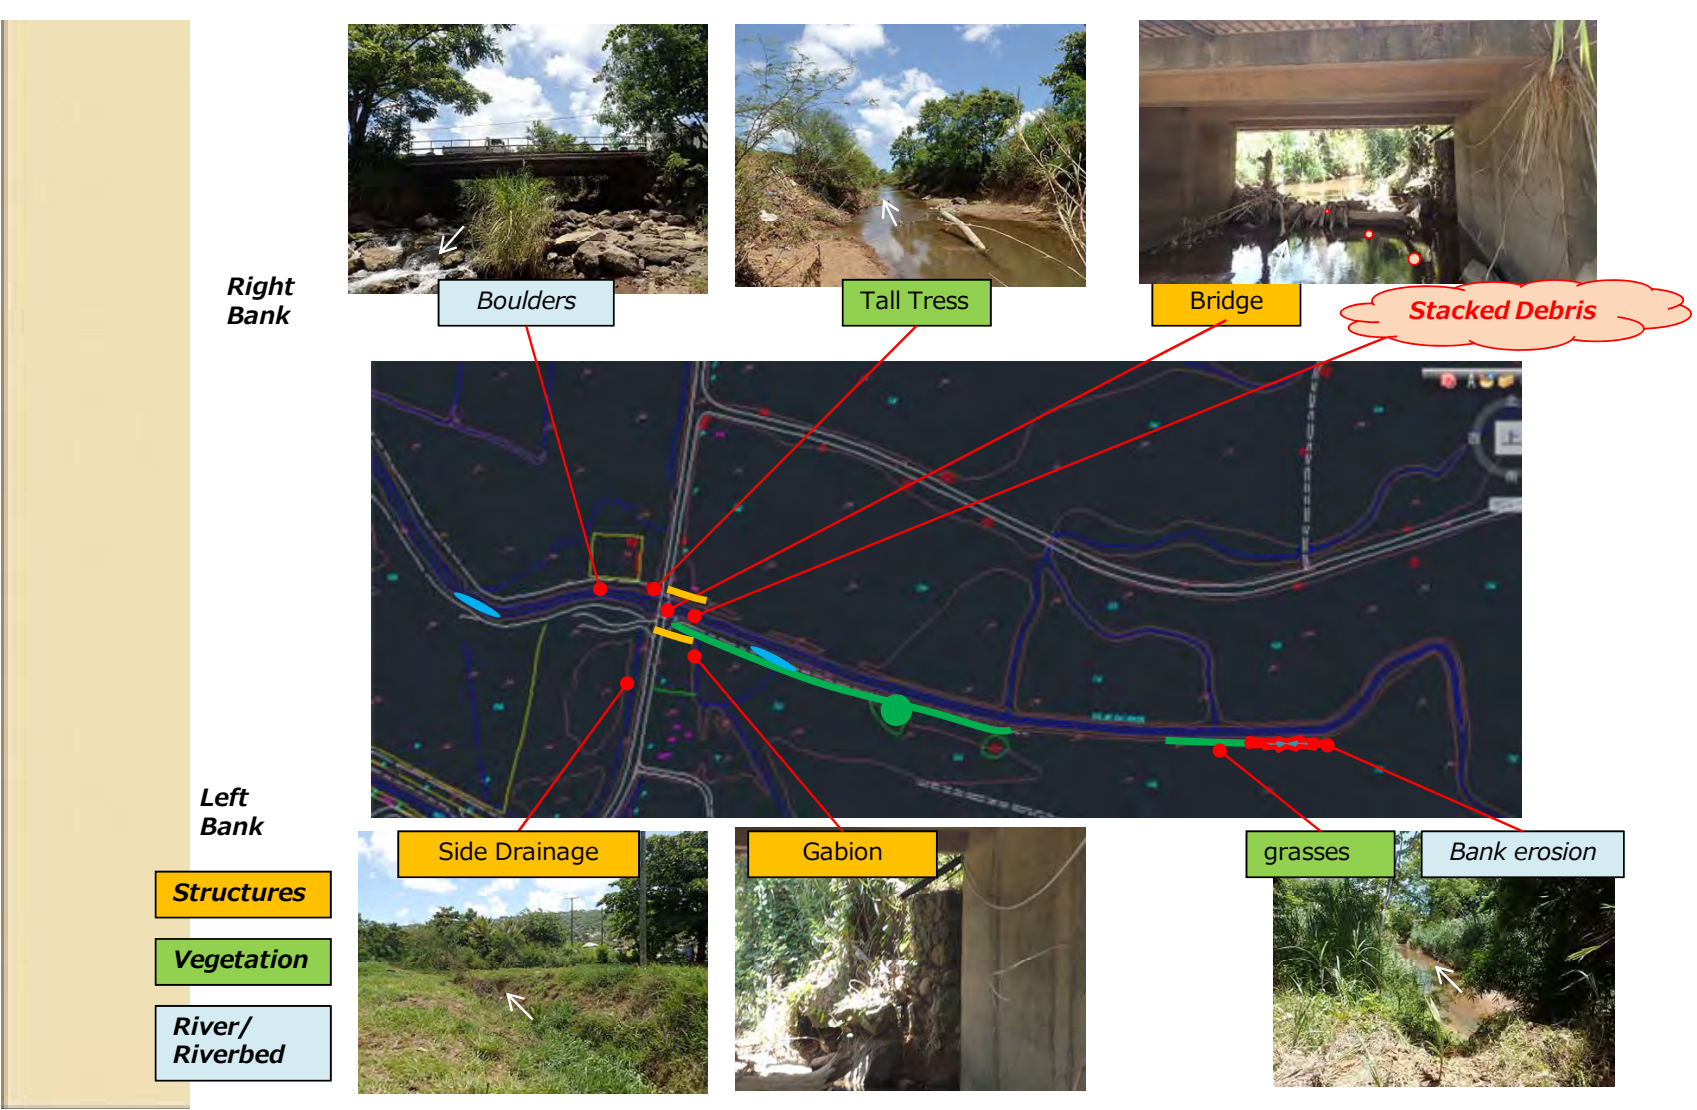 Right
Bank
Boulders
Tall Tress
Bridge
Stacked Debris
上
Left
Bank
Side Drainage
Gabion
grasses
Bank erosion
Structures
Vegetation
River/
Riverbed